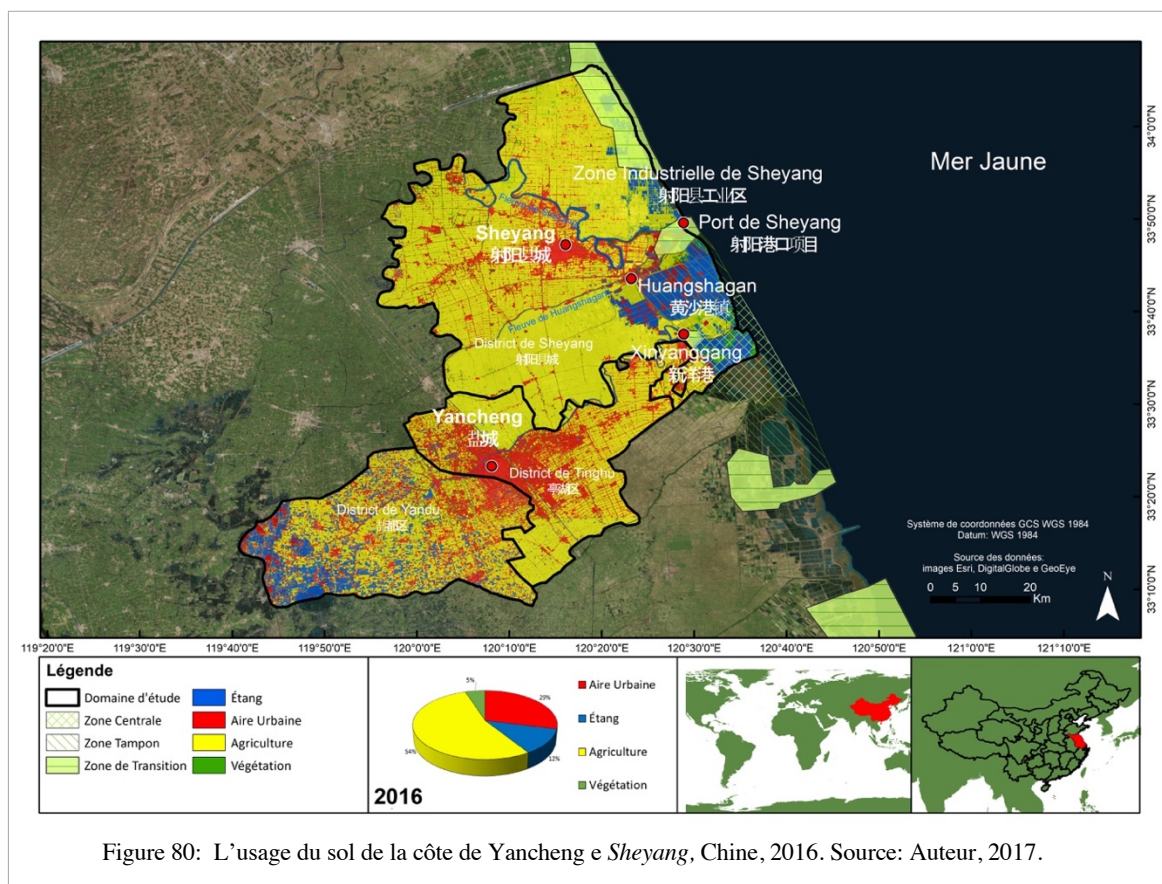 Mer Jaune
Zone Industrielle de Sheyang
射阳县工业区
Port de Sheyang
射阳港口项目
Sheyang
射阳县城
Huangshagan
黄沙港镇
Fleuve de Huangshagang
District de Sheyang
射阳县城
Xinyanggang
新洋港
Yancheng
盐城
District de Tinghu
亭湖区
District de Yandu
34°0'0"N
33°50'0"N
33°40'0"N
33°30'0"N
33°20'0"N
33°10'0"N
Système de coordonnées GCS WGS 1984
Datum: WGS 1984
Source des données:
images Esri, DigitalGlobe e GeoEye
N
0 5 10 20
Km
119°20'0"E 119°30'0"E 119°40'0"E 119°50'0"E 120°0'0"E 120°10'0"E 120°20'0"E 120°30'0"E 120°40'0"E 120°50'0"E 121°0'0"E 121°10'0"E
Légende
Domaine d'étude
Zone Centrale
Zone Tampon
Zone de Transition
Étang
Aire Urbaine
Agriculture
Végétation
5%
29%
12%
54%
2016
Aire Urbaine
Étang
Agriculture
Végétation
Figure 80: L'usage du sol de la côte de Yancheng e Sheyang, Chine, 2016. Source: Auteur, 2017.